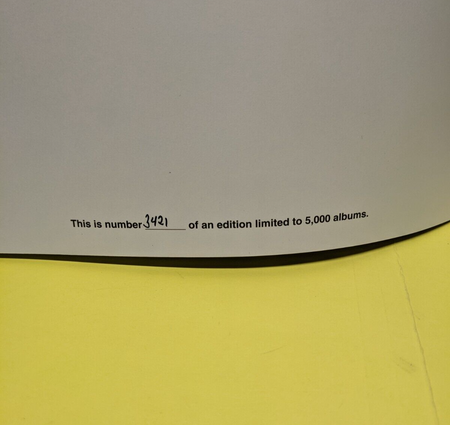 This is number 3421 of an edition limited to 5,000 albums.